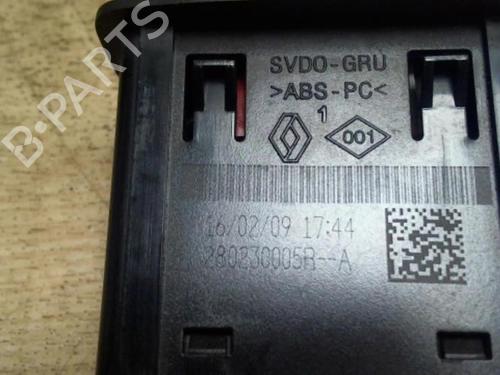 SVDO-GRU
>ABS-PC<
1
001
16/02/09 17:44
280230005R--A
B-PARTS